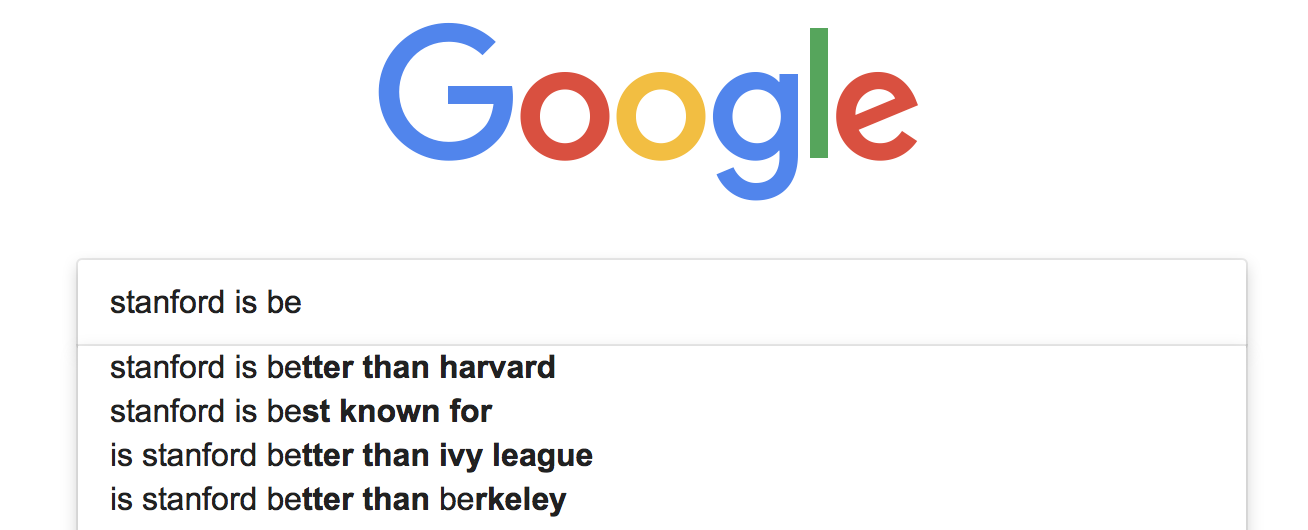 Google
stanford is be
stanford is better than harvard
stanford is best known for
is stanford better than ivy league
is stanford better than berkeley